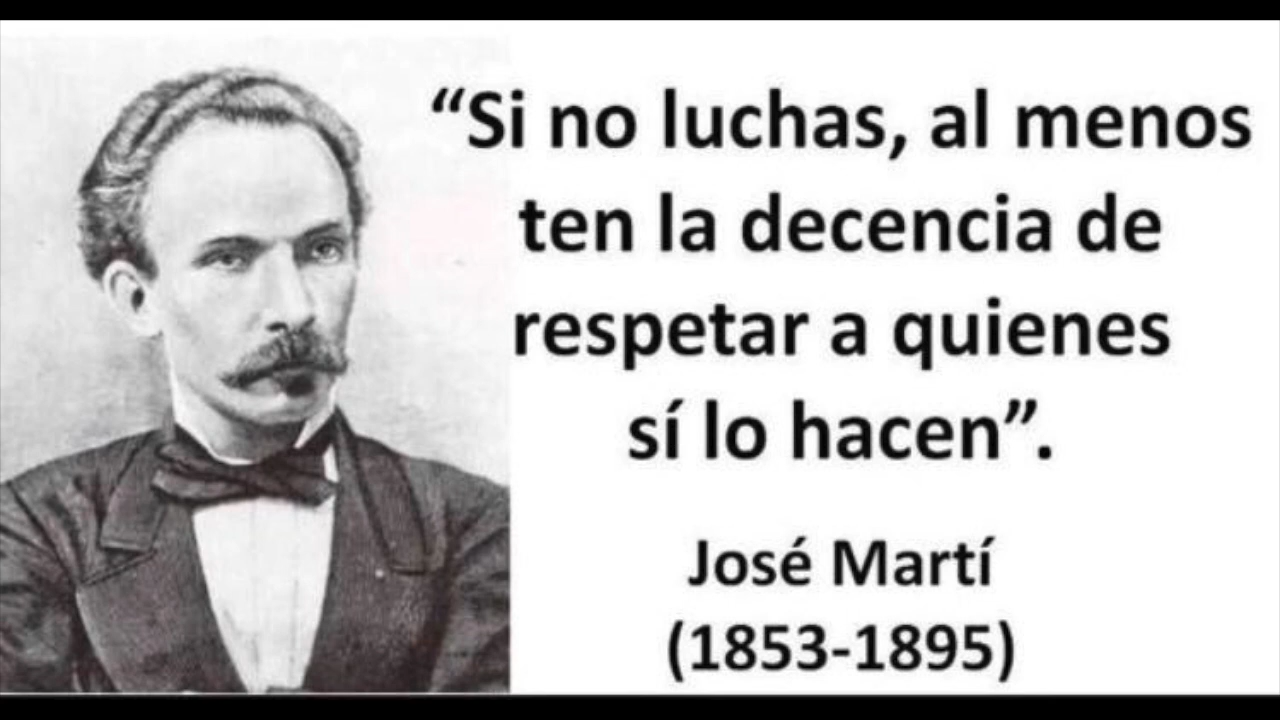 “Si no luchas, al menos
ten la decencia de
respetar a quienes
sí lo hacen”.
José Martí
(1853-1895)